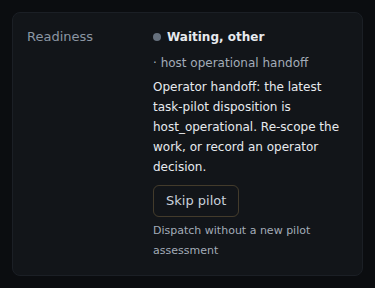 Readiness
Waiting, other
· host operational handoff
Operator handoff: the latest
task-pilot disposition is
host_operational. Re-scope the
work, or record an operator
decision.
Skip pilot
Dispatch without a new pilot
assessment